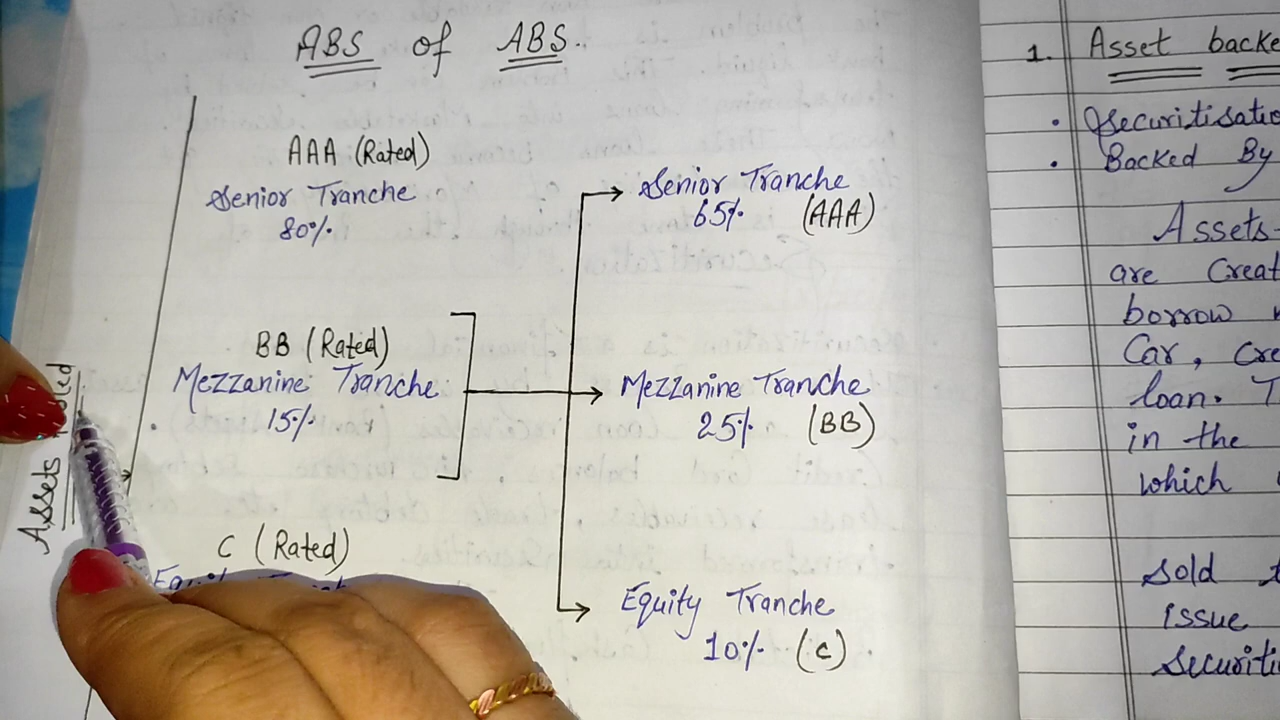 ABS of ABS
AAA (Rated)
Senior Tranche
80%
BB (Rated)
Mezzanine Tranche
15%
C (Rated)
Assets
Senior Tranche
65% (AAA)
Mezzanine Tranche
25% (BB)
Equity Tranche
10% (C)
1. Asset backe
• Securitisatio
• Backed By
Assets-
are Creat
borrow
Car, Cre
loan. T
in the
which
sold
issue
Securiti